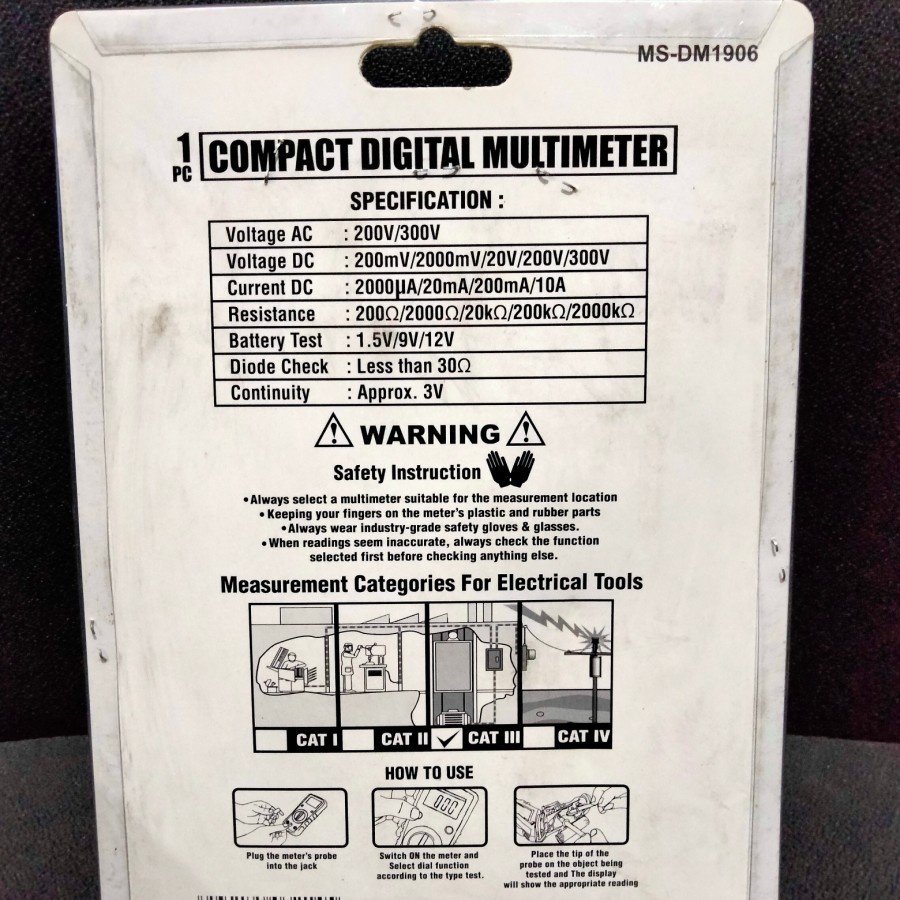 MS-DM1906
1 PC COMPACT DIGITAL MULTIMETER
SPECIFICATION :
Voltage AC : 200V/300V
Voltage DC : 200mV/2000mV/20V/200V/300V
Current DC : 2000µA/20mA/200mA/10A
Resistance : 200Ω/2000Ω/20kΩ/200kΩ/2000kΩ
Battery Test : 1.5V/9V/12V
Diode Check : Less than 30Ω
Continuity : Approx. 3V
WARNING
Safety Instruction
• Always select a multimeter suitable for the measurement location
• Keeping your fingers on the meter's plastic and rubber parts
• Always wear industry-grade safety gloves & glasses.
• When readings seem inaccurate, always check the function
selected first before checking anything else.
Measurement Categories For Electrical Tools
CAT I CAT II CAT III CAT IV
HOW TO USE
000
Plug the meter's probe
into the jack
Switch ON the meter and
Select dial function
according to the type test.
Place the tip of the
probe on the object being
tested and The display
will show the appropriate reading